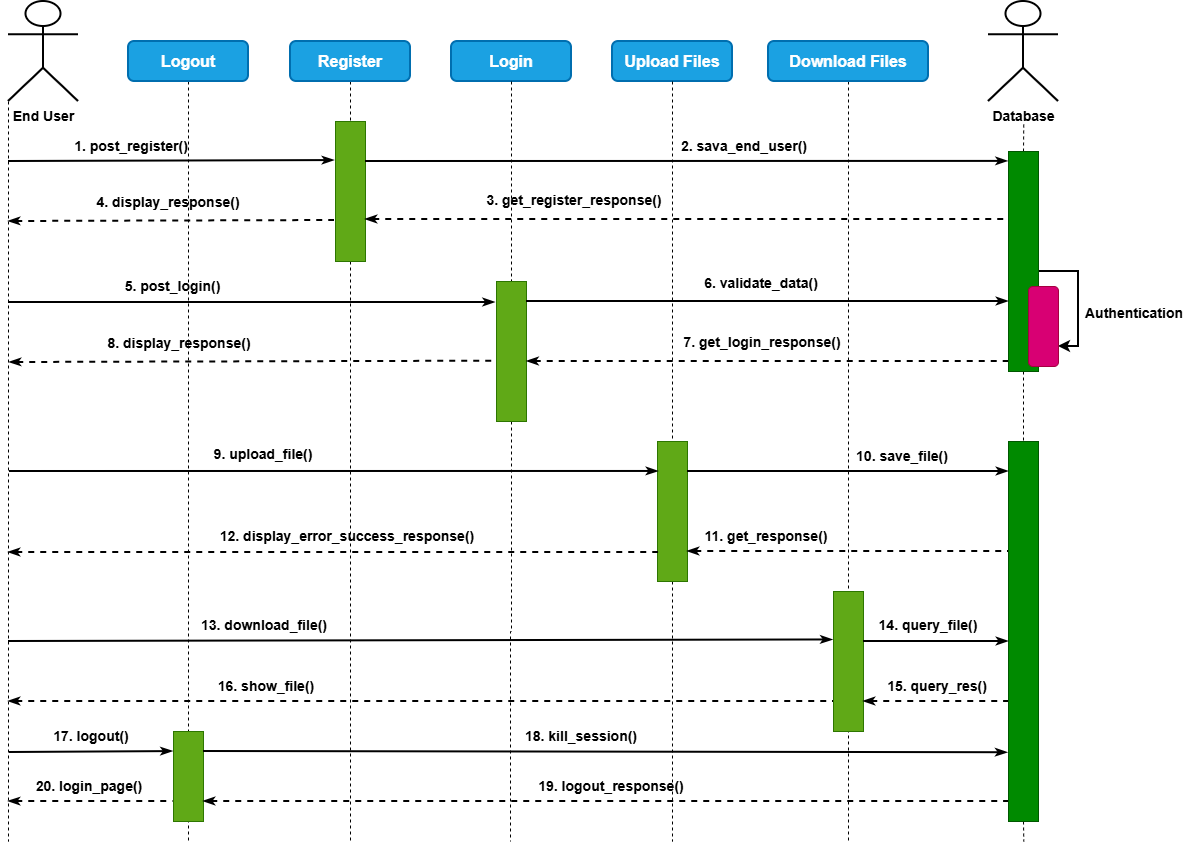 Logout
Register
Login
Upload Files
Download Files
End User
Database
1. post_register()
2. sava_end_user()
4. display_response()
3. get_register_response()
5. post_login()
6. validate_data()
Authentication
8. display_response()
7. get_login_response()
9. upload_file()
10. save_file()
12. display_error_success_response()
11. get_response()
13. download_file()
14. query_file()
16. show_file()
15. query_res()
17. logout()
18. kill_session()
20. login_page()
19. logout_response()